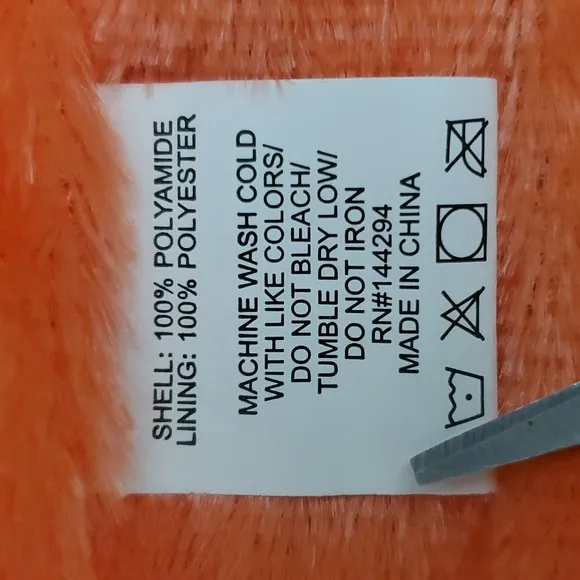 SHELL: 100% POLYAMIDE
LINING: 100% POLYESTER
MACHINE WASH COLD
WITH LIKE COLORS/
DO NOT BLEACH/
TUMBLE DRY LOW/
DO NOT IRON
RN#144294
MADE IN CHINA